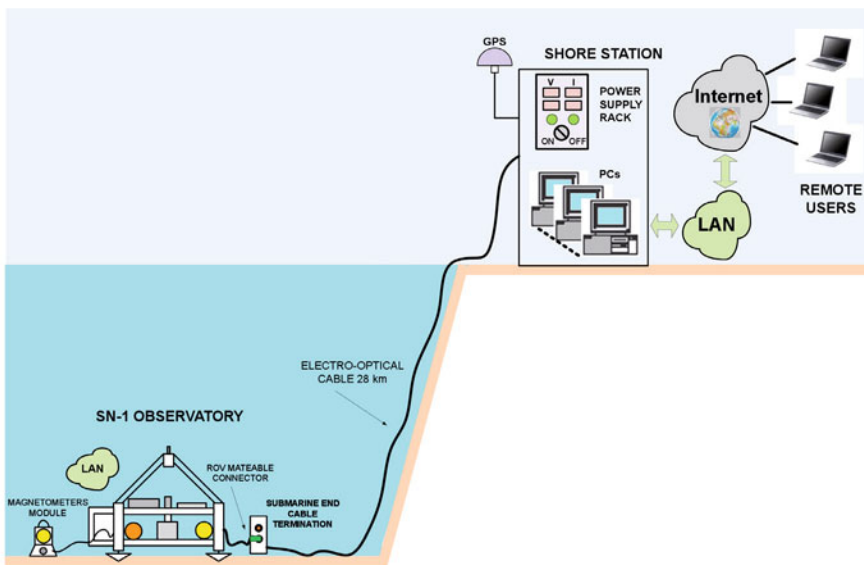 GPS
SHORE STATION
V I
POWER
SUPPLY
RACK
ON OFF
PCs
Internet
LAN
REMOTE
USERS
ELECTRO-OPTICAL
CABLE 28 km
SN-1 OBSERVATORY
LAN
MAGNETOMETERS
MODULE
ROV MATEABLE
CONNECTOR
SUBMARINE END
CABLE
TERMINATION